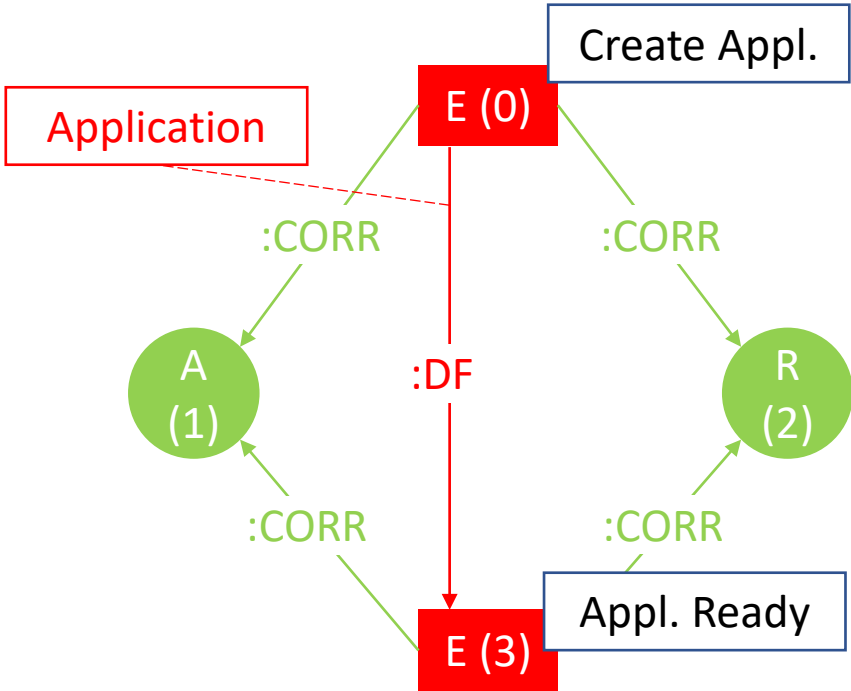 Create Appl.
E (0)
Application
:CORR
:CORR
A
(1)
:DF
R
(2)
:CORR
:CORR
Appl. Ready
E (3)